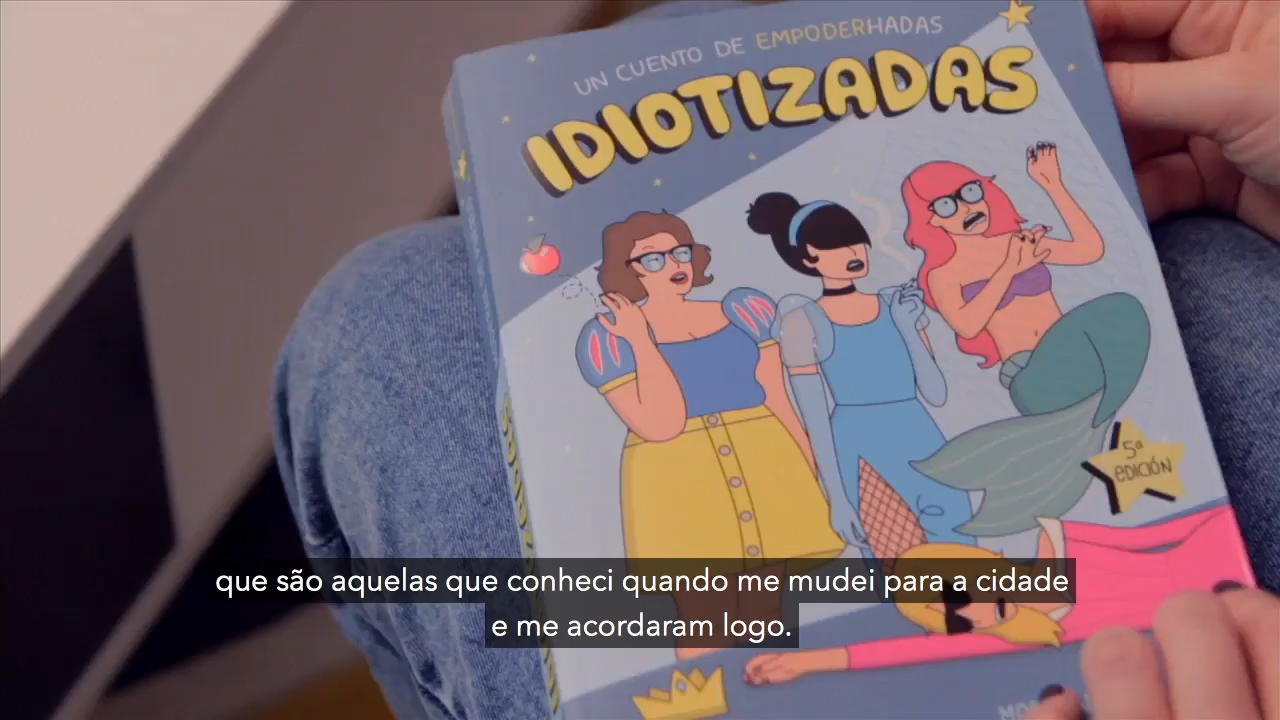 UN CUENTO DE EMPODERHADAS
IDIOTIZADAS
5ª
EDICIÓN
que são aquelas que conheci quando me mudei para a cidade
e me acordaram logo.